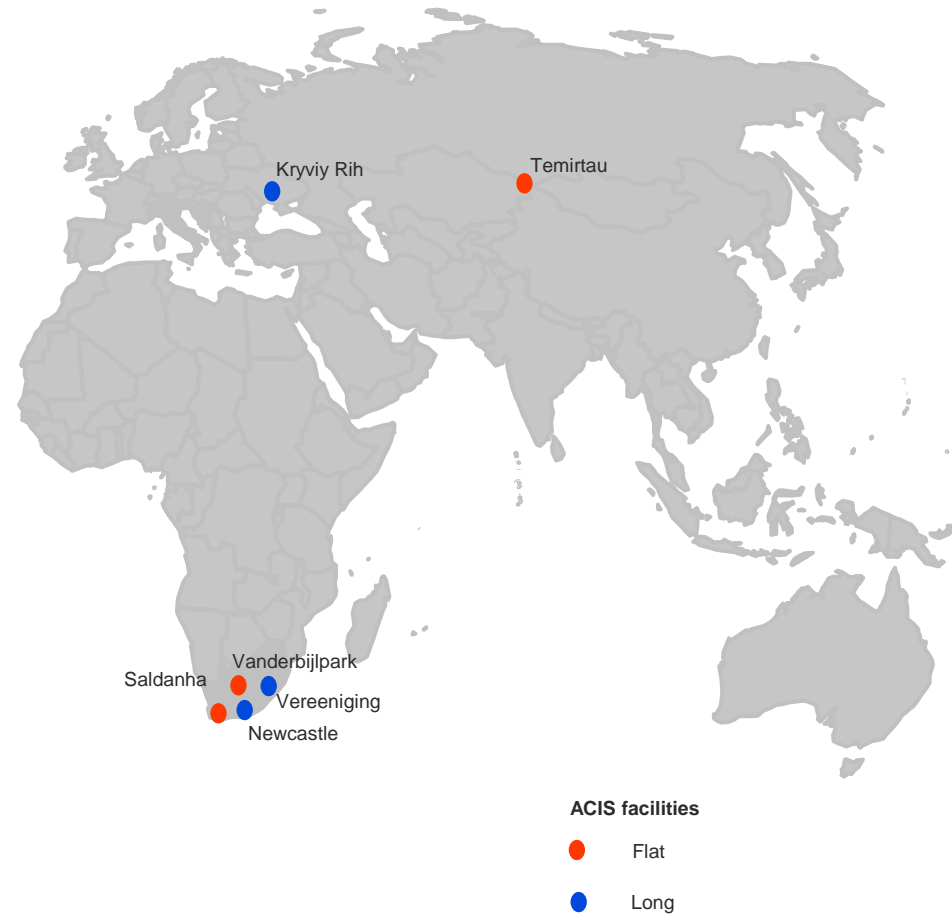 Kryviy Rih
Temirtau
Vanderbijlpark
Saldanha
Vereeniging
Newcastle
ACIS facilities
Flat
Long